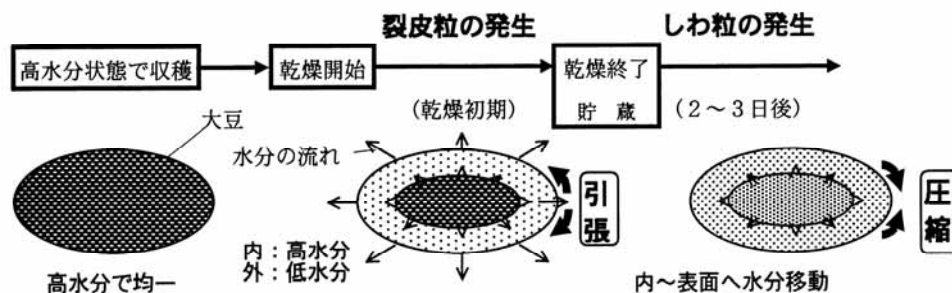 裂皮粒の発生
しわ粒の発生
高水分状態で収穫
乾燥開始
乾燥終了
貯 蔵
(乾燥初期)
(2～3日後)
大豆
水分の流れ
引張
圧縮
内：高水分
外：低水分
高水分で均一
内～表面へ水分移動